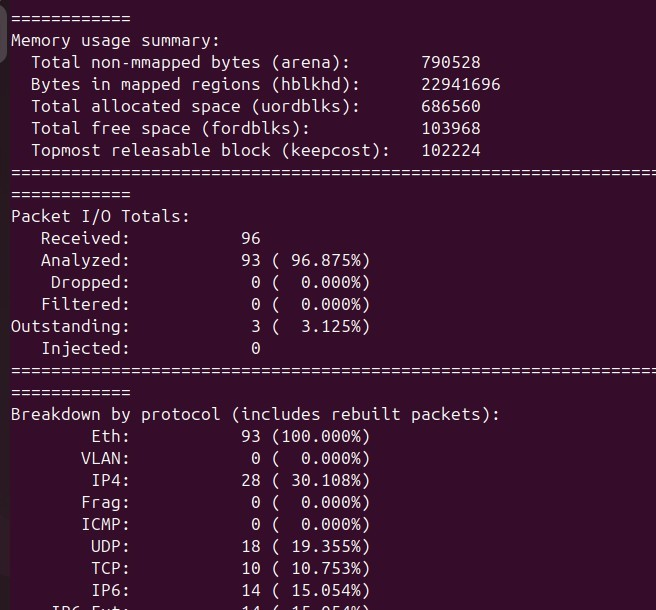 ============
Memory usage summary:
  Total non-mmapped bytes (arena):       790528
  Bytes in mapped regions (hblkhd):      22941696
  Total allocated space (uordblks):      686560
  Total free space (fordblks):           103968
  Topmost releasable block (keepcost):   102224
=================================================================
============
Packet I/O Totals:
   Received:           96
   Analyzed:           93 ( 96.875%)
    Dropped:            0 (  0.000%)
   Filtered:            0 (  0.000%)
Outstanding:            3 (  3.125%)
   Injected:            0
=================================================================
============
Breakdown by protocol (includes rebuilt packets):
        Eth:           93 (100.000%)
       VLAN:            0 (  0.000%)
        IP4:           28 ( 30.108%)
       Frag:            0 (  0.000%)
       ICMP:            0 (  0.000%)
        UDP:           18 ( 19.355%)
        TCP:           10 ( 10.753%)
        IP6:           14 ( 15.054%)
    IP6 Ext:           14 ( 15.054%)